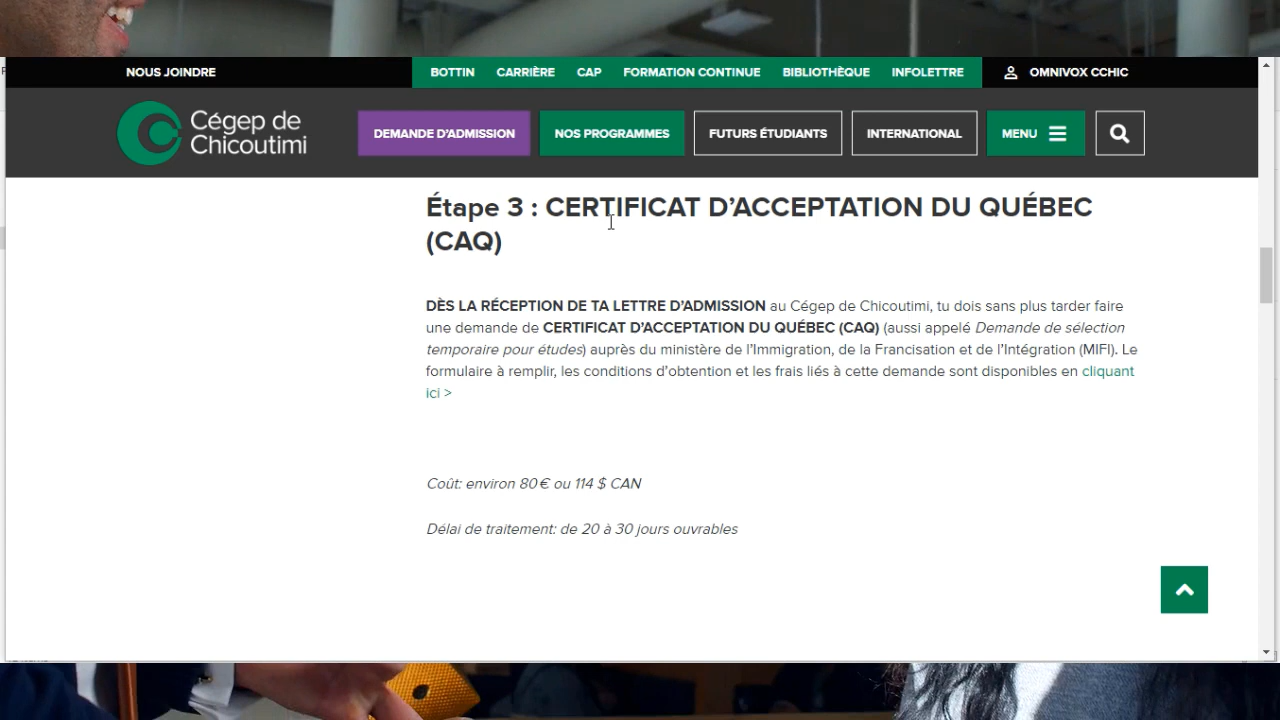 NOUS JOINDRE
BOTTIN CARRIÈRE CAP FORMATION CONTINUE BIBLIOTHÈQUE INFOLETTRE
OMNIVOX CCHIC
Cégep de
Chicoutimi
DEMANDE D'ADMISSION
NOS PROGRAMMES
FUTURS ÉTUDIANTS
INTERNATIONAL
MENU
Étape 3 : CERTIFICAT D’ACCEPTATION DU QUÉBEC
(CAQ)
DÈS LA RÉCEPTION DE TA LETTRE D’ADMISSION au Cégep de Chicoutimi, tu dois sans plus tarder faire
une demande de CERTIFICAT D’ACCEPTATION DU QUÉBEC (CAQ) (aussi appelé Demande de sélection
temporaire pour études) auprès du ministère de l’Immigration, de la Francisation et de l’Intégration (MIFI). Le
formulaire à remplir, les conditions d’obtention et les frais liés à cette demande sont disponibles en cliquant
ici >
Coût: environ 80 € ou 114 $ CAN
Délai de traitement: de 20 à 30 jours ouvrables